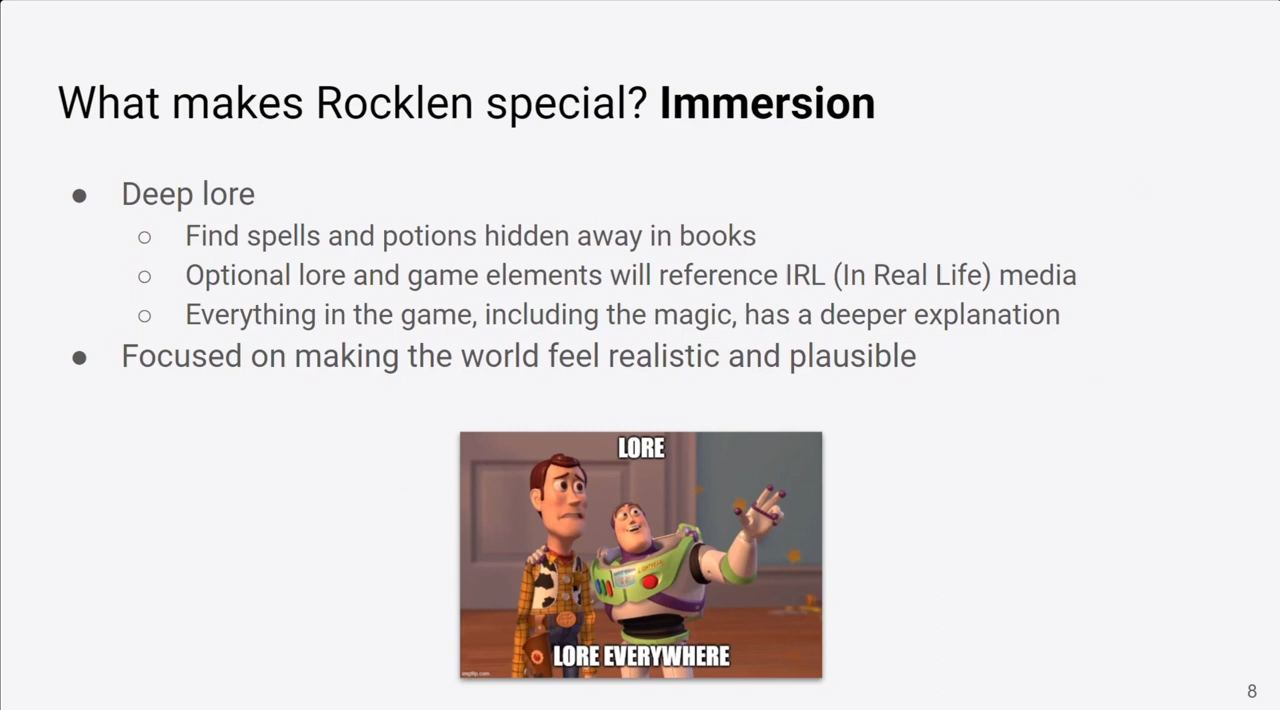 What makes Rocklen special? Immersion
● Deep lore
○ Find spells and potions hidden away in books
○ Optional lore and game elements will reference IRL (In Real Life) media
○ Everything in the game, including the magic, has a deeper explanation
● Focused on making the world feel realistic and plausible
LORE
LORE EVERYWHERE
imgflip.com
8